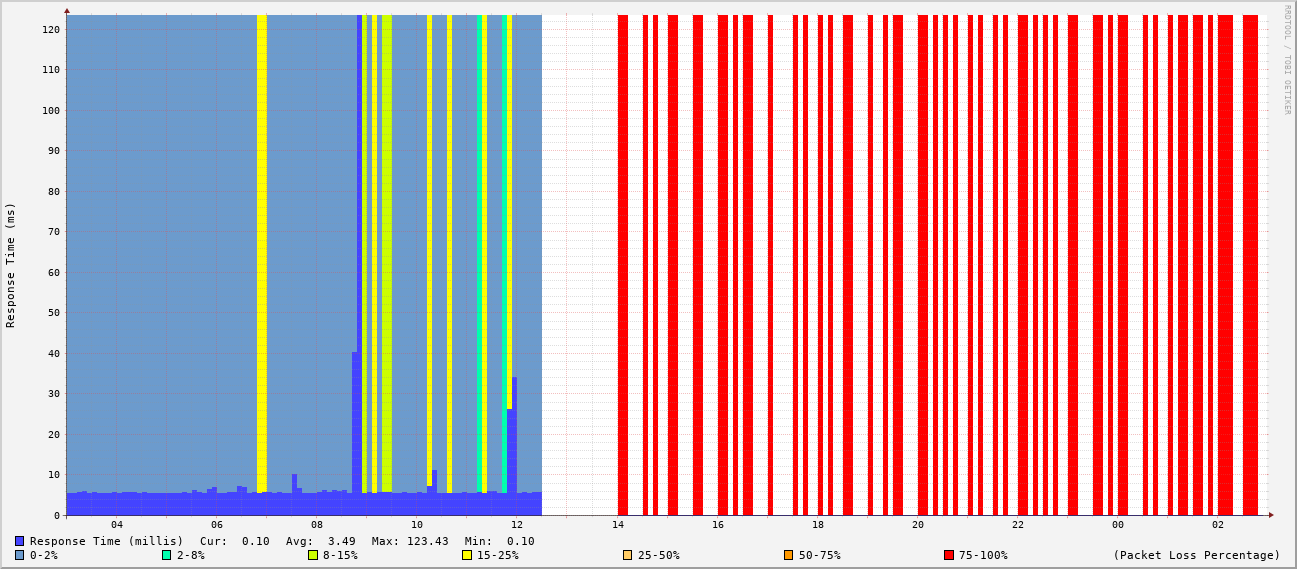 RRDTOOL / TOBI OETIKER
Response Time (ms)
120
110
100
90
80
70
60
50
40
30
20
10
0
04 06 08 10 12 14 16 18 20 22 00 02
Response Time (millis) Cur: 0.10 Avg: 3.49 Max: 123.43 Min: 0.10
0-2% 2-8% 8-15% 15-25% 25-50% 50-75% 75-100% (Packet Loss Percentage)